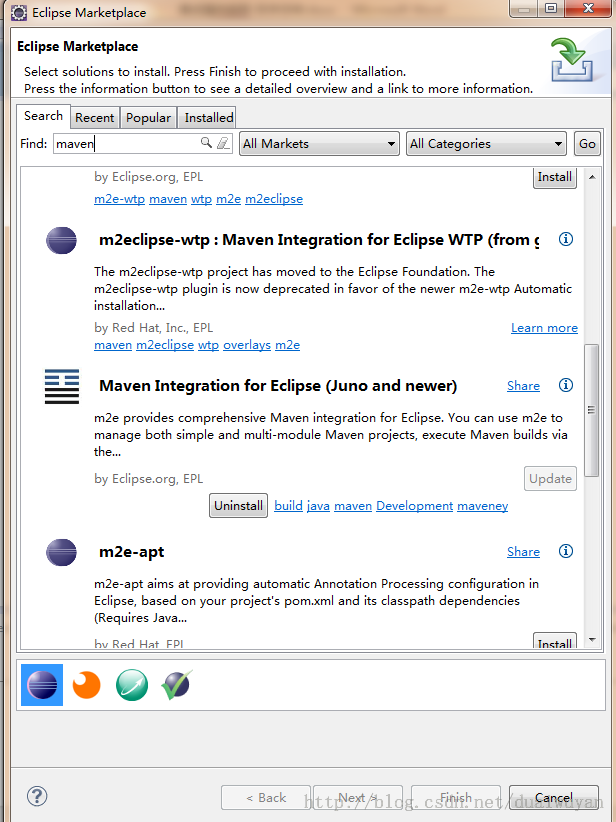 Eclipse Marketplace
Eclipse Marketplace
Select solutions to install. Press Finish to proceed with installation.
Press the information button to see a detailed overview and a link to more information.
Search Recent Popular Installed
Find: maven All Markets All Categories Go
by Eclipse.org, EPL Install
m2e-wtp maven wtp m2e m2eclipse
m2eclipse-wtp : Maven Integration for Eclipse WTP (from
The m2eclipse-wtp project has moved to the Eclipse Foundation. The
m2eclipse-wtp plugin is now deprecated in favor of the newer m2e-wtp Automatic
installation...
by Red Hat, Inc., EPL Learn more
maven m2eclipse wtp overlays m2e
Maven Integration for Eclipse (Juno and newer) Share
m2e provides comprehensive Maven integration for Eclipse. You can use m2e to
manage both simple and multi-module Maven projects, execute Maven builds via
the...
by Eclipse.org, EPL Update
Uninstall build java maven Development maveney
m2e-apt Share
m2e-apt aims at providing automatic Annotation Processing configuration in
Eclipse, based on your project's pom.xml and its classpath dependencies
(Requires Java...
by Red Hat, EPL Install
< Back Next > Finish Cancel